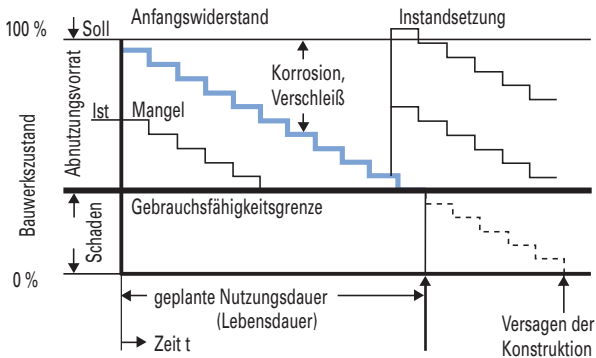 100 %
Soll
Anfangswiderstand
Instandsetzung
Abnutzungsvorrat
Korrosion,
Verschleiß
Ist
Mangel
Bauwerkszustand
Schaden
Gebrauchsfähigkeitsgrenze
0 %
geplante Nutzungsdauer
(Lebensdauer)
Zeit t
Versagen der
Konstruktion